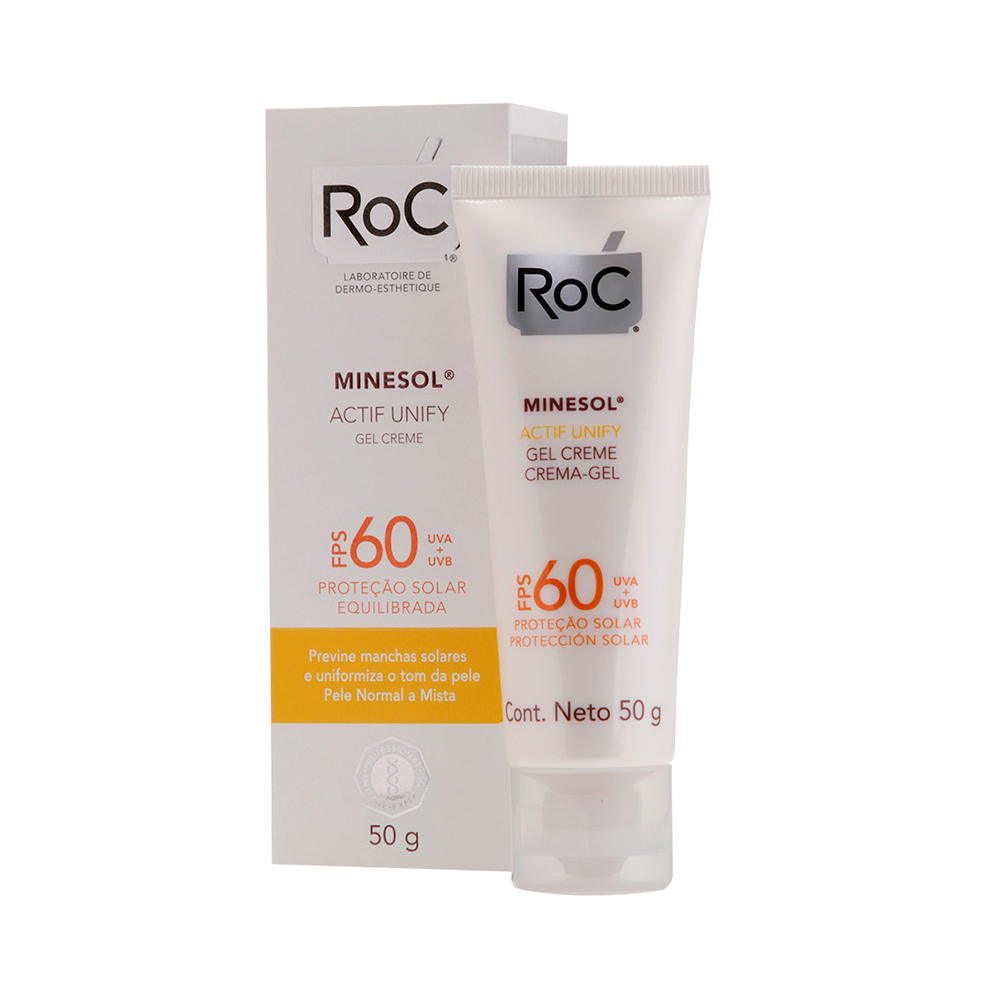 RoC
®
LABORATOIRE DE
DERMO-ESTHETIQUE
MINESOL®
ACTIF UNIFY
GEL CREME
FPS 60 UVA + UVB
PROTEÇÃO SOLAR
EQUILIBRADA
Previne manchas solares
e uniformiza o tom da pele
Pele Normal a Mista
50 g
RoC
®
MINESOL®
ACTIF UNIFY
GEL CREME
CREMA-GEL
FPS 60 UVA + UVB
PROTEÇÃO SOLAR
PROTECCIÓN SOLAR
Cont. Neto 50 g